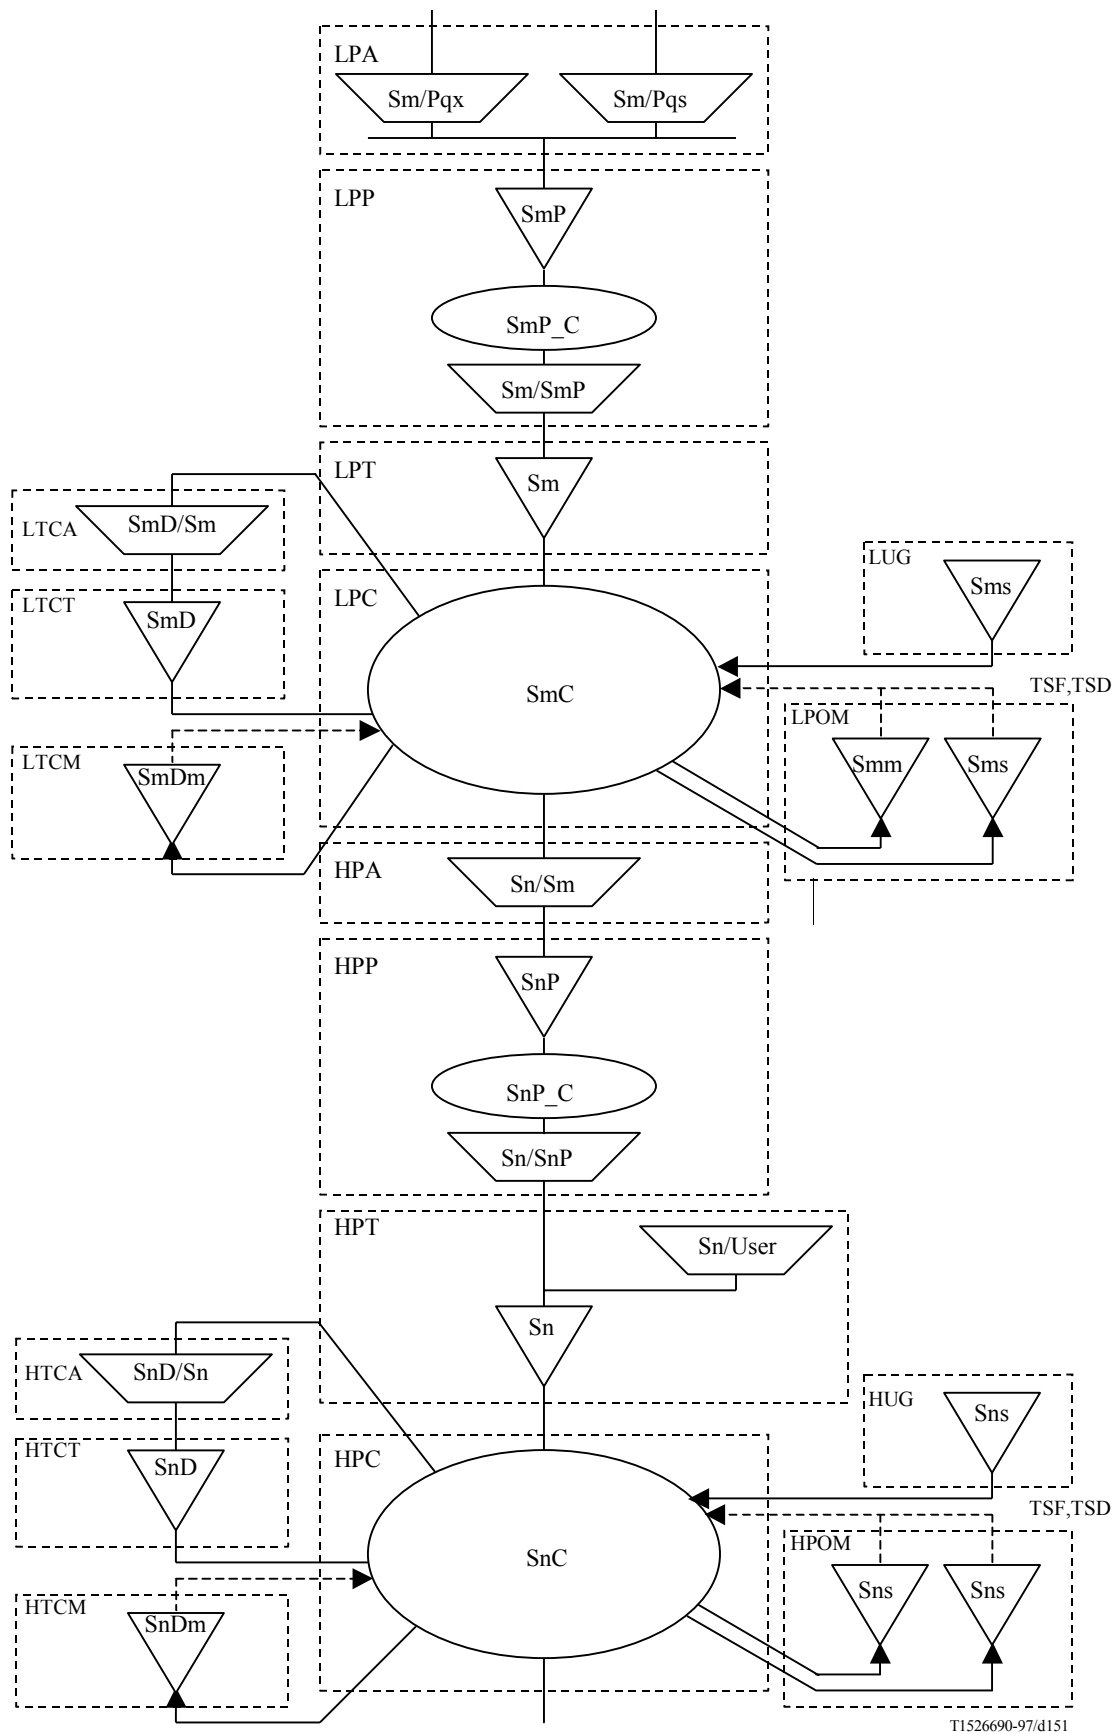 LPA
Sm/Pqx
Sm/Pqs
LPP
SmP
SmP_C
Sm/SmP
LPT
Sm
LTCA
SmD/Sm
LTCT
SmD
LPC
SmC
LUG
Sms
TSF,TSD
LPOM
Smm
Sms
LTCM
SmDm
HPA
Sn/Sm
HPP
SnP
SnP_C
Sn/SnP
HPT
Sn/User
Sn
HTCA
SnD/Sn
HTCT
SnD
HPC
SnC
HUG
Sns
TSF,TSD
HPOM
Sns
Sns
HTCM
SnDm
T1526690-97/d151